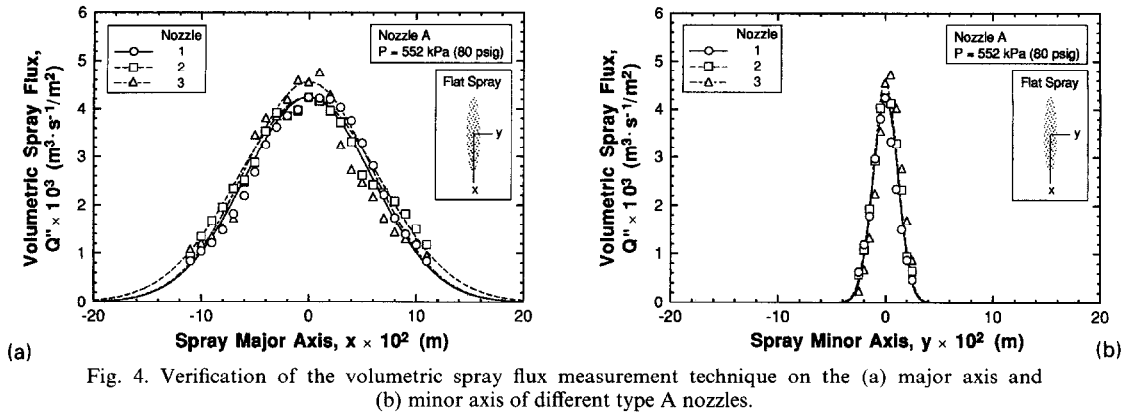 6
5
4
3
2
1
0
-20
-10
0
10
20
Volumetric Spray Flux,
Q" × 10³ (m³·s⁻¹/m²)
Nozzle
1
2
3
Nozzle A
P = 552 kPa (80 psig)
Flat Spray
y
x
Spray Major Axis, x × 10² (m)
(a)
6
5
4
3
2
1
0
-20
-10
0
10
20
Volumetric Spray Flux,
Q" × 10³ (m³·s⁻¹/m²)
Nozzle
1
2
3
Nozzle A
P = 552 kPa (80 psig)
Flat Spray
y
x
Spray Minor Axis, y × 10² (m)
(b)
Fig. 4. Verification of the volumetric spray flux measurement technique on the (a) major axis and
(b) minor axis of different type A nozzles.